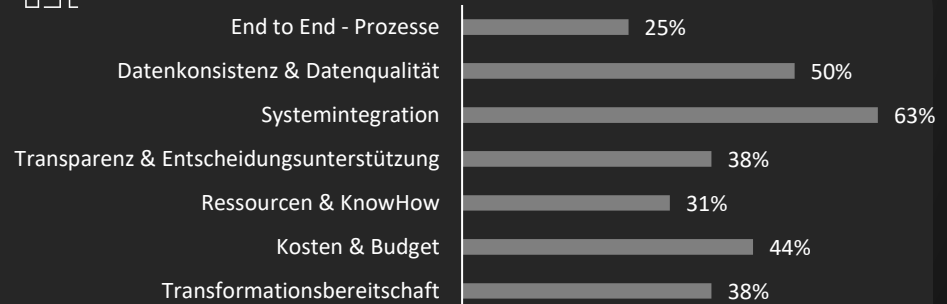 End to End - Prozesse 25%
Datenkonsistenz & Datenqualität 50%
Systemintegration 63%
Transparenz & Entscheidungsunterstützung 38%
Ressourcen & KnowHow 31%
Kosten & Budget 44%
Transformationsbereitschaft 38%